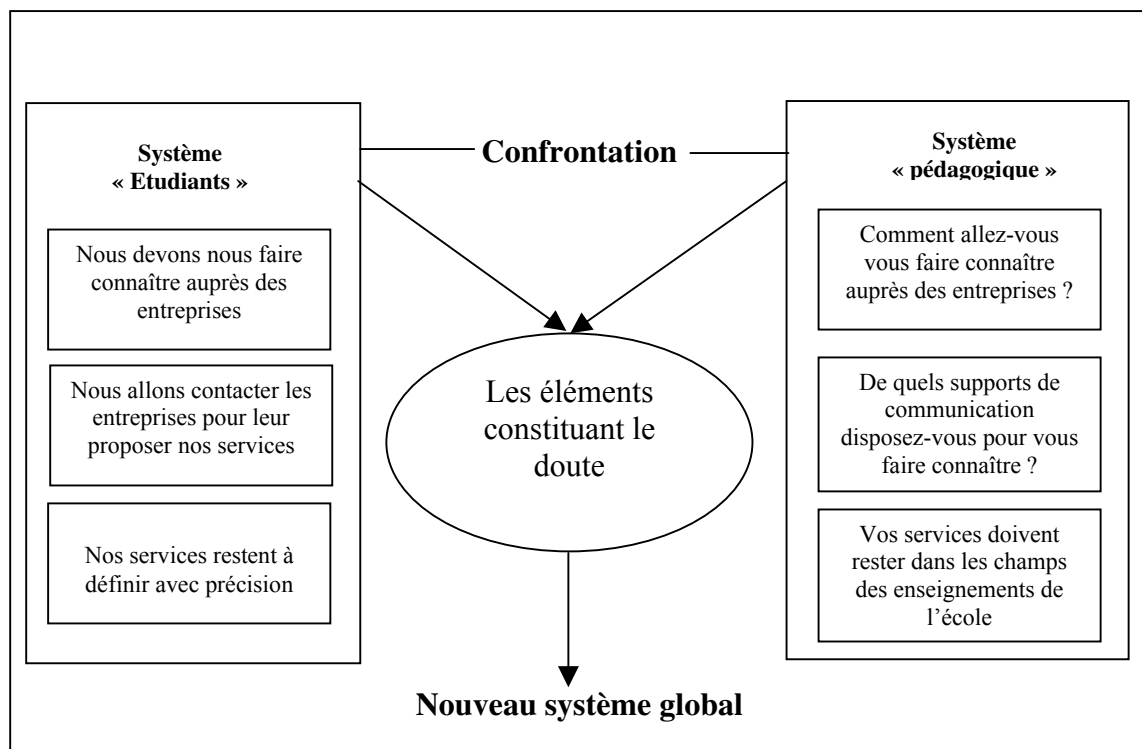 Système
« Etudiants »
Nous devons nous faire
connaître auprès des
entreprises
Nous allons contacter les
entreprises pour leur
proposer nos services
Nos services restent à
définir avec précision
Confrontation
Les éléments
constituant le
doute
Nouveau système global
Système
« pédagogique »
Comment allez-vous
vous faire connaître
auprès des entreprises ?
De quels supports de
communication
disposez-vous pour vous
faire connaître ?
Vos services doivent
rester dans les champs
des enseignements de
l’école